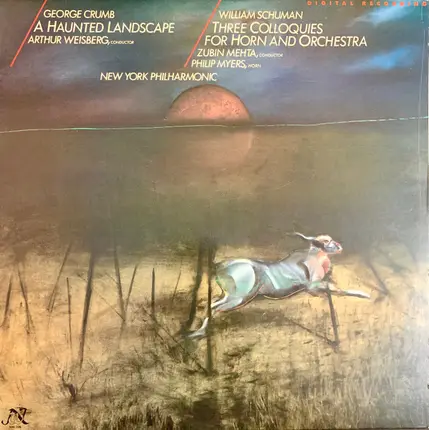 DIGITAL RECORDING
GEORGE CRUMB
A HAUNTED LANDSCAPE
ARTHUR WEISBERG, CONDUCTOR
WILLIAM SCHUMAN
THREE COLLOQUIES
FOR HORN AND ORCHESTRA
ZUBIN MEHTA, CONDUCTOR
PHILIP MYERS, HORN
NEW YORK PHILHARMONIC